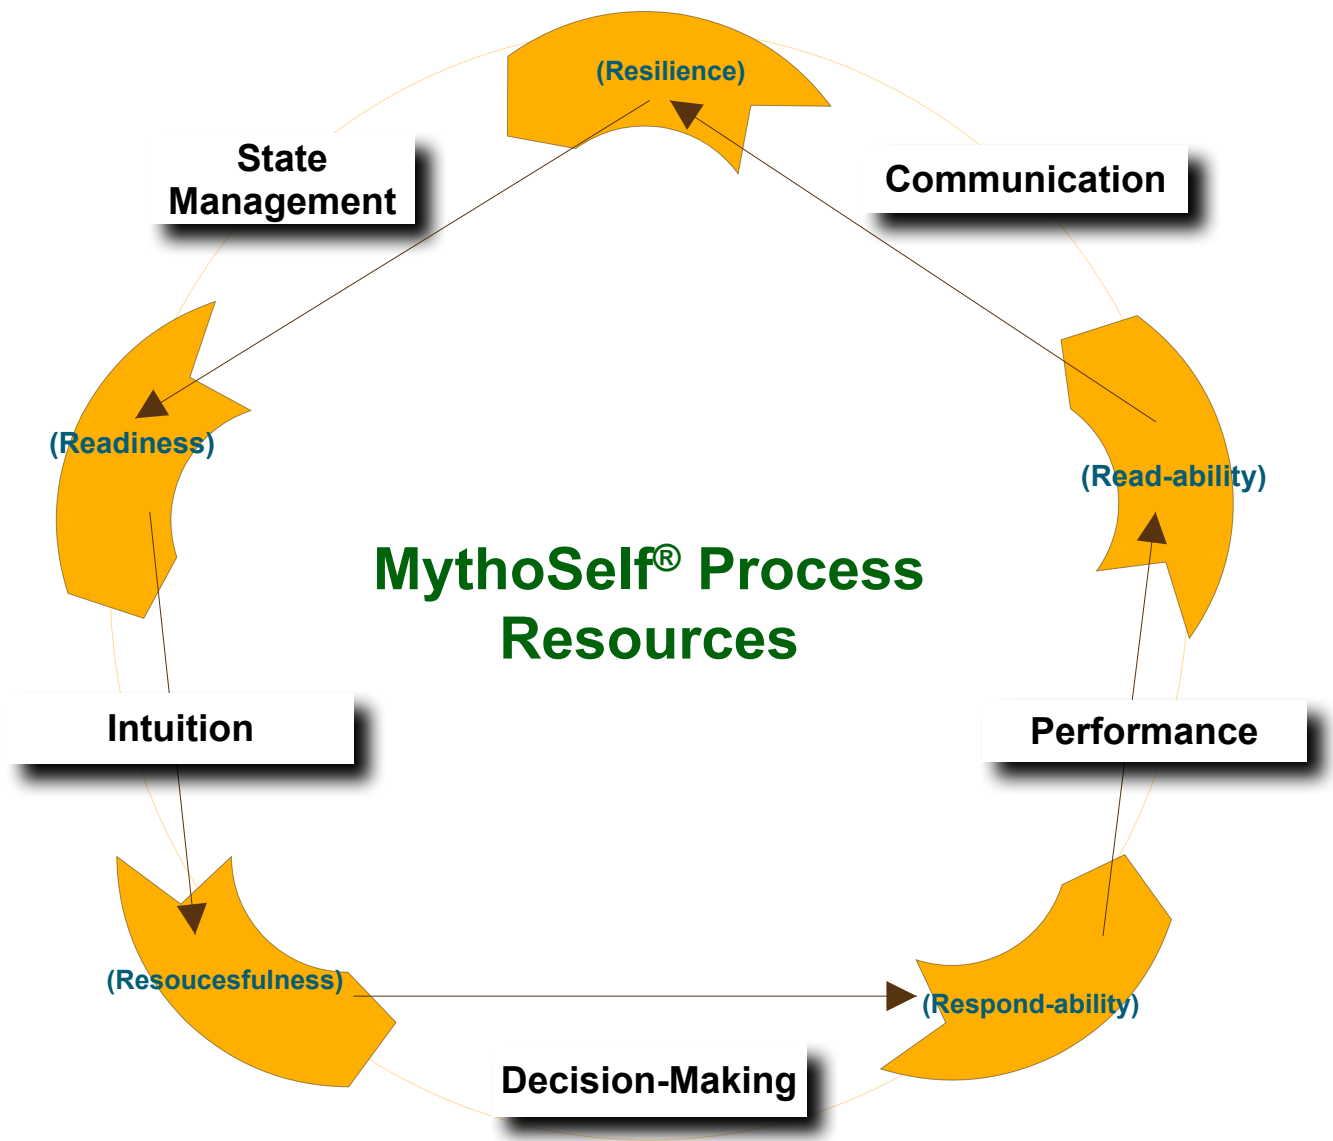 (Resilience)
State
Management
Communication
(Readiness)
(Read-ability)
MythoSelf® Process
Resources
Intuition
Performance
(Resoucesfulness)
(Respond-ability)
Decision-Making